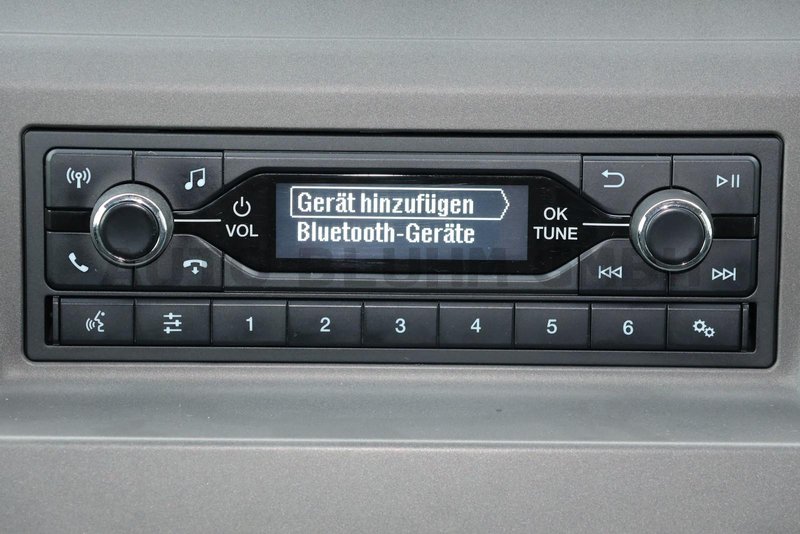 Gerät hinzufügen
Bluetooth-Geräte
VOL
OK
TUNE
1 2 3 4 5 6